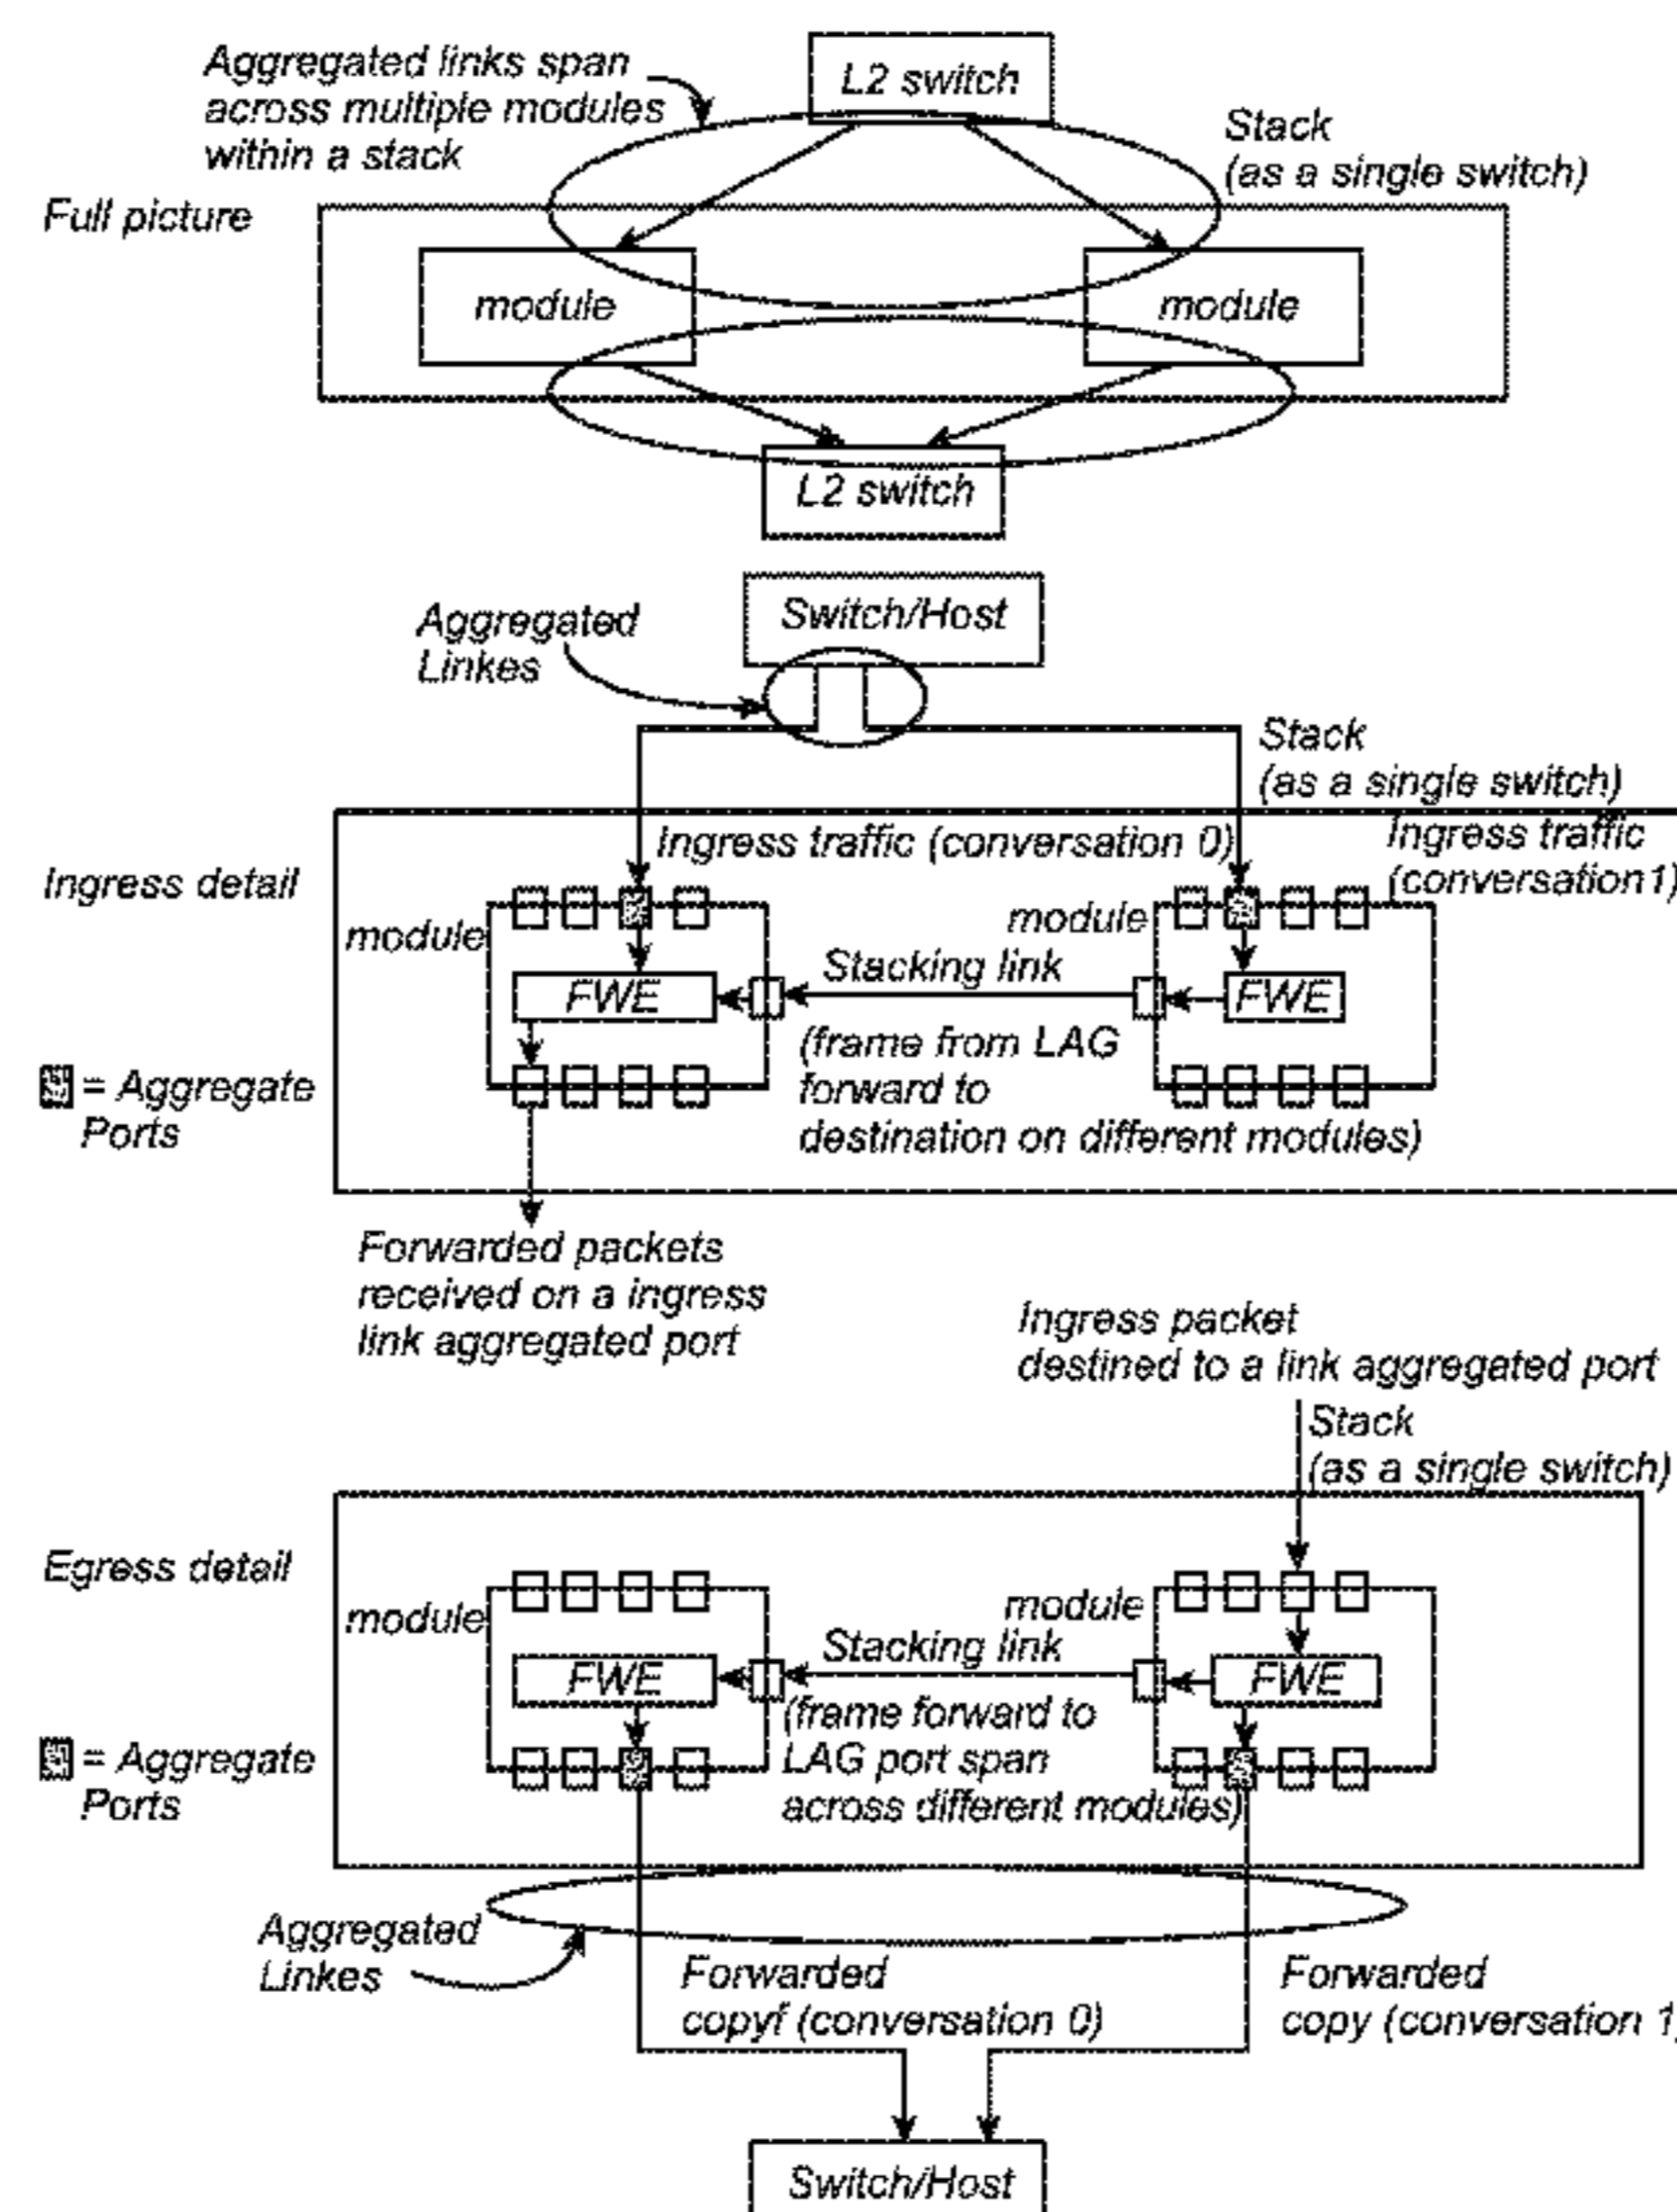 Aggregated links span
across multiple modules
within a stack
L2 switch
Stack
(as a single switch)
Full picture
module
module
L2 switch
Switch/Host
Aggregated
Linkes
Stack
(as a single switch)
Ingress traffic (conversation 0)
Ingress traffic
(conversation1)
Ingress detail
module
module
Stacking link
FWE
FWE
(frame from LAG
forward to
destination on different modules)
= Aggregate
Ports
Forwarded packets
received on a ingress
link aggregated port
Ingress packet
destined to a link aggregated port
Stack
(as a single switch)
Egress detail
module
module
Stacking link
FWE
FWE
(frame forward to
LAG port span
across different modules)
= Aggregate
Ports
Aggregated
Linkes
Forwarded
copyf (conversation 0)
Forwarded
copy (conversation 1)
Switch/Host